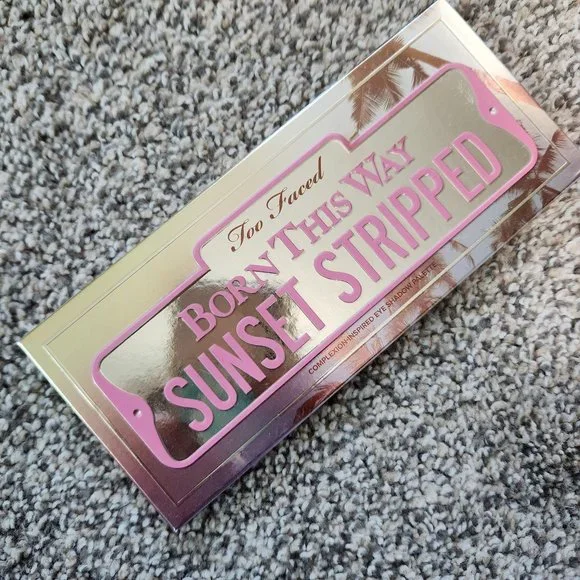 Too Faced
BORN THIS WAY
SUNSET STRIPPED
COMPLEXION-INSPIRED EYE SHADOW PALETTE